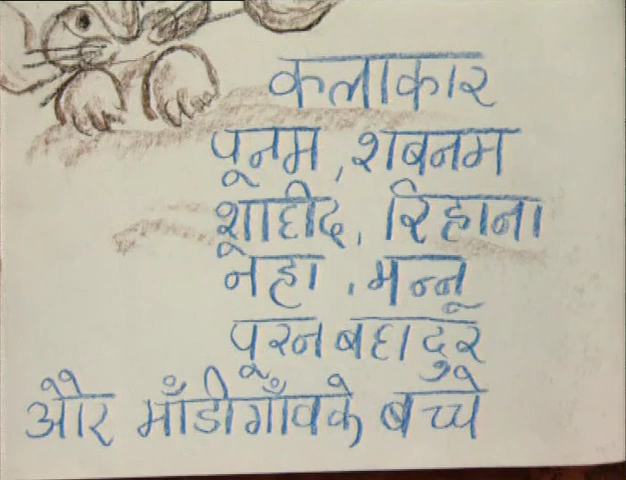 कलाकार
पूनम, शबनम
शाहीद, रिहाना
नेहा, मन्नू
पूरन बहादुर
और माँडी गाँव के बच्चे